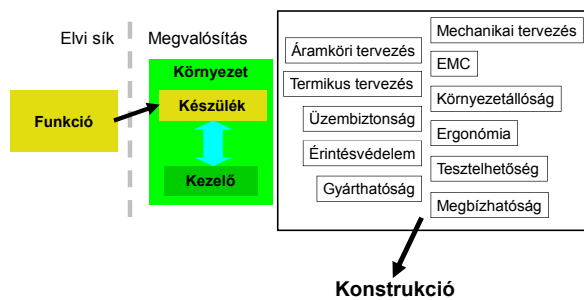 Elvi sík
Megvalósítás
Funkció
Környezet
Készülék
Kezelő
Áramköri tervezés
Termikus tervezés
Üzembiztonság
Érintésvédelem
Gyárthatóság
Mechanikai tervezés
EMC
Környezetállóság
Ergonómia
Tesztelhetőség
Megbízhatóság
Konstrukció